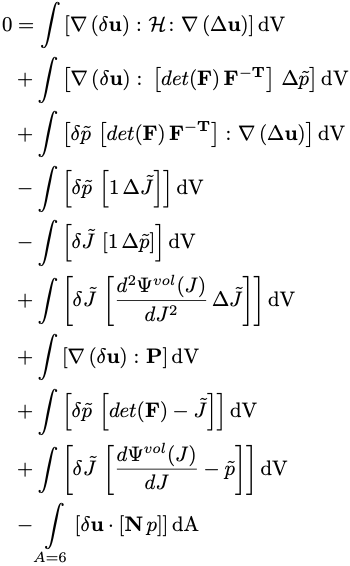 0 = ∫ [∇ (δ𝐮) : ℋ : ∇ (Δ𝐮)] dV
+ ∫ [∇ (δ𝐮) : [det(𝐅) 𝐅^{−𝐓}] Δp̃] dV
+ ∫ [δp̃ [det(𝐅) 𝐅^{−𝐓}] : ∇ (Δ𝐮)] dV
− ∫ [δp̃ [1 ΔJ̃]] dV
− ∫ [δJ̃ [1 Δp̃]] dV
+ ∫ [δJ̃ [\frac{d²Ψ^{vol}(J)}{dJ²} ΔJ̃]] dV
+ ∫ [∇ (δ𝐮) : 𝐏] dV
+ ∫ [δp̃ [det(𝐅) − J̃]] dV
+ ∫ [δJ̃ [\frac{dΨ^{vol}(J)}{dJ} − p̃]] dV
− ∫_{A=6} [δ𝐮 · [𝐍 p]] dA